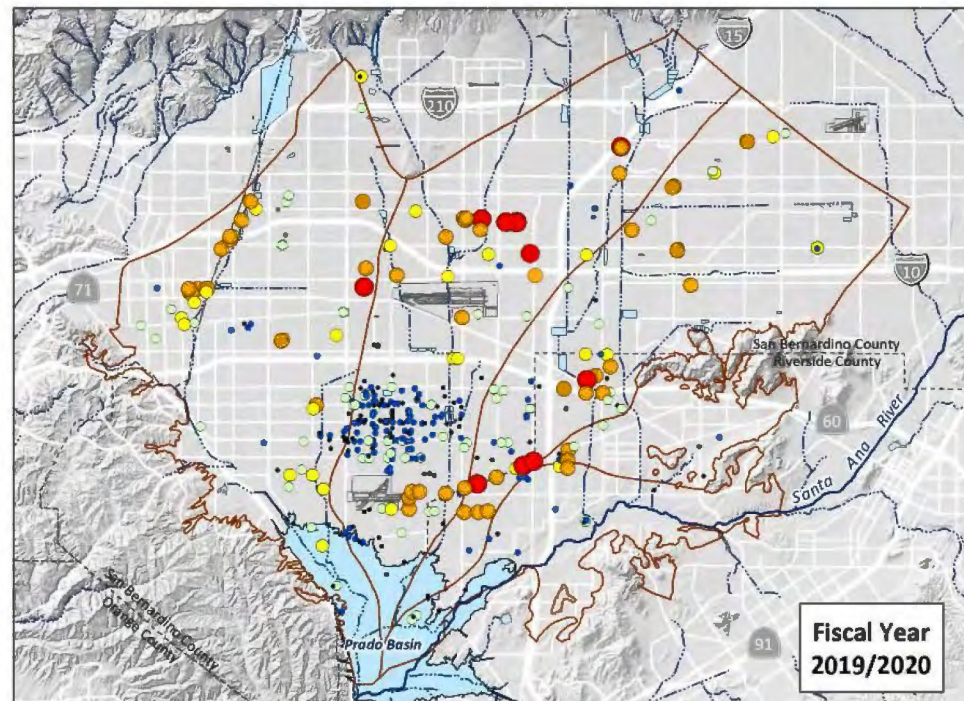 15
210
71
10
San Bernardino County
Riverside County
60
Santa Ana River
San Bernardino County
Orange County
Prado Basin
91
Fiscal Year
2019/2020